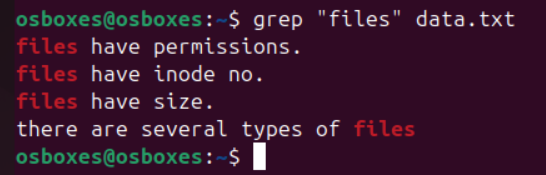 osboxes@osboxes:~$ grep "files" data.txt
files have permissions.
files have inode no.
files have size.
there are several types of files
osboxes@osboxes:~$